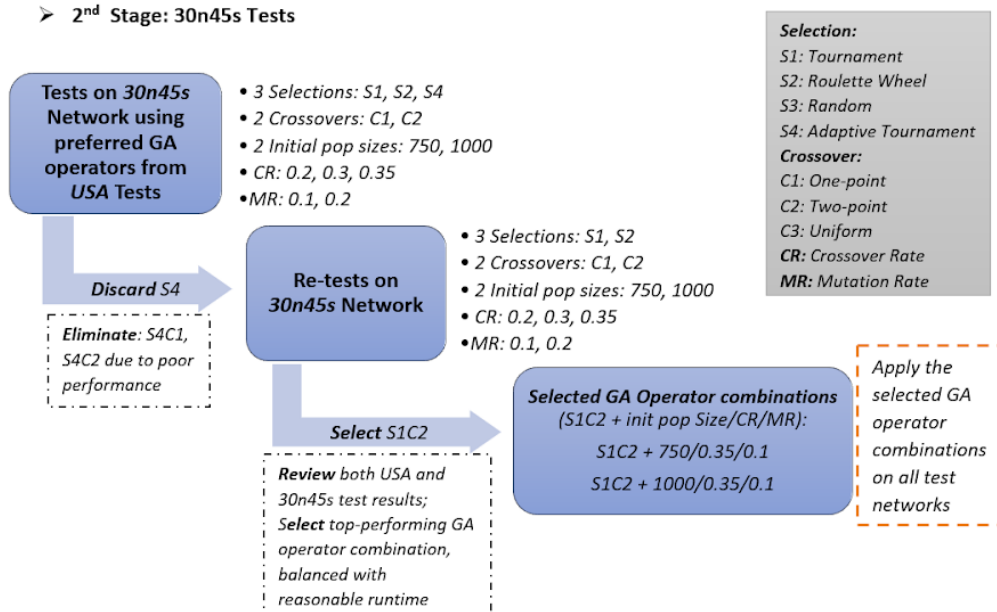 ➢ 2nd Stage: 30n45s Tests
Tests on 30n45s
Network using
preferred GA
operators from
USA Tests
• 3 Selections: S1, S2, S4
• 2 Crossovers: C1, C2
• 2 Initial pop sizes: 750, 1000
• CR: 0.2, 0.3, 0.35
• MR: 0.1, 0.2
Selection:
S1: Tournament
S2: Roulette Wheel
S3: Random
S4: Adaptive Tournament
Crossover:
C1: One-point
C2: Two-point
C3: Uniform
CR: Crossover Rate
MR: Mutation Rate
Discard S4
Eliminate: S4C1,
S4C2 due to poor
performance
Re-tests on
30n45s Network
• 3 Selections: S1, S2
• 2 Crossovers: C1, C2
• 2 Initial pop sizes: 750, 1000
• CR: 0.2, 0.3, 0.35
• MR: 0.1, 0.2
Select S1C2
Review both USA and
30n45s test results;
Select top-performing GA
operator combination,
balanced with
reasonable runtime
Selected GA Operator combinations
(S1C2 + init pop Size/CR/MR):
S1C2 + 750/0.35/0.1
S1C2 + 1000/0.35/0.1
Apply the
selected GA
operator
combinations
on all test
networks